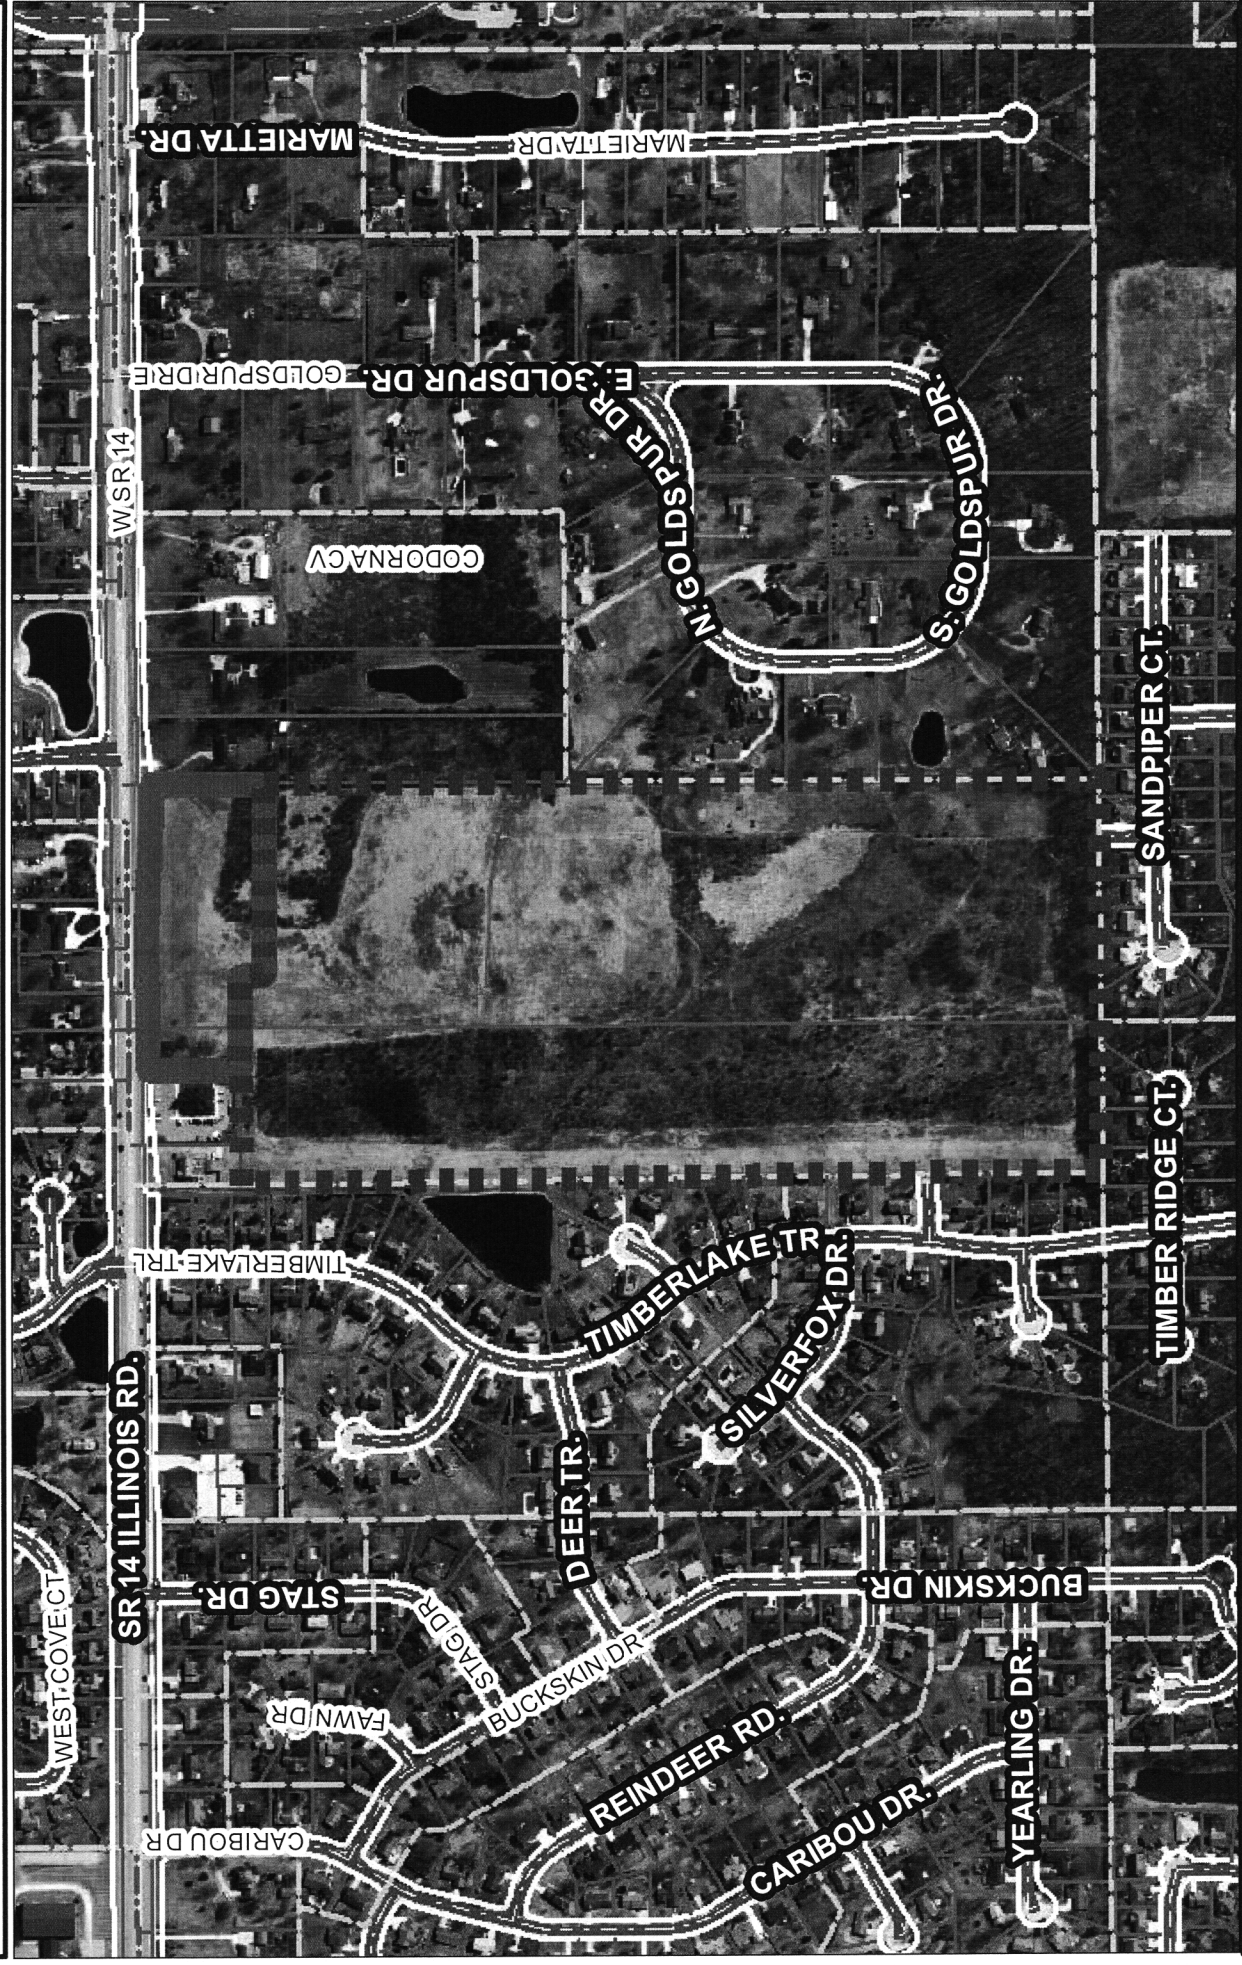 MARIETTA DR.
MARIETTA DR
GOLDSPUR DR E
E. GOLDSPUR DR.
N. GOLDSPUR DR.
S. GOLDSPUR DR.
W SR 14
CODORNA CV
SANDPIPER CT.
TIMBER RIDGE CT.
TIMBERLAKE TRL
TIMBERLAKE TR.
SILVERFOX DR.
SR 14 ILLINOIS RD.
DEER TR.
STAG DR.
STAG DR
BUCKSKIN DR.
BUCKSKIN DR
WEST COVE CT
FAWN DR
REINDEER RD.
CARIBOU DR
CARIBOU DR.
YEARLING DR.